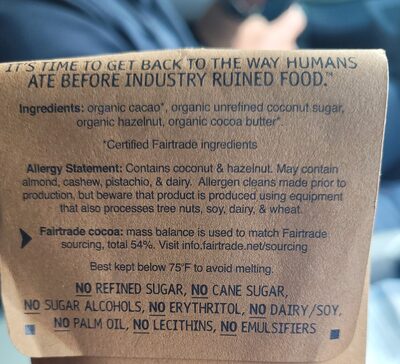 IT'S TIME TO GET BACK TO THE WAY HUMANS
ATE BEFORE INDUSTRY RUINED FOOD.™
Ingredients: organic cacao*, organic unrefined coconut sugar,
organic hazelnut, organic cocoa butter*.
*Certified Fairtrade ingredients
Allergy Statement: Contains coconut & hazelnut. May contain
almond, cashew, pistachio, & dairy. Allergen cleans made prior to
production, but beware that product is produced using equipment
that also processes tree nuts, soy, dairy, & wheat.
Fairtrade cocoa: mass balance is used to match Fairtrade
sourcing, total 54%. Visit info.fairtrade.net/sourcing
Best kept below 75°F to avoid melting.
NO REFINED SUGAR, NO CANE SUGAR,
NO SUGAR ALCOHOLS, NO ERYTHRITOL, NO DAIRY/SOY,
NO PALM OIL, NO LECITHINS, NO EMULSIFIERS